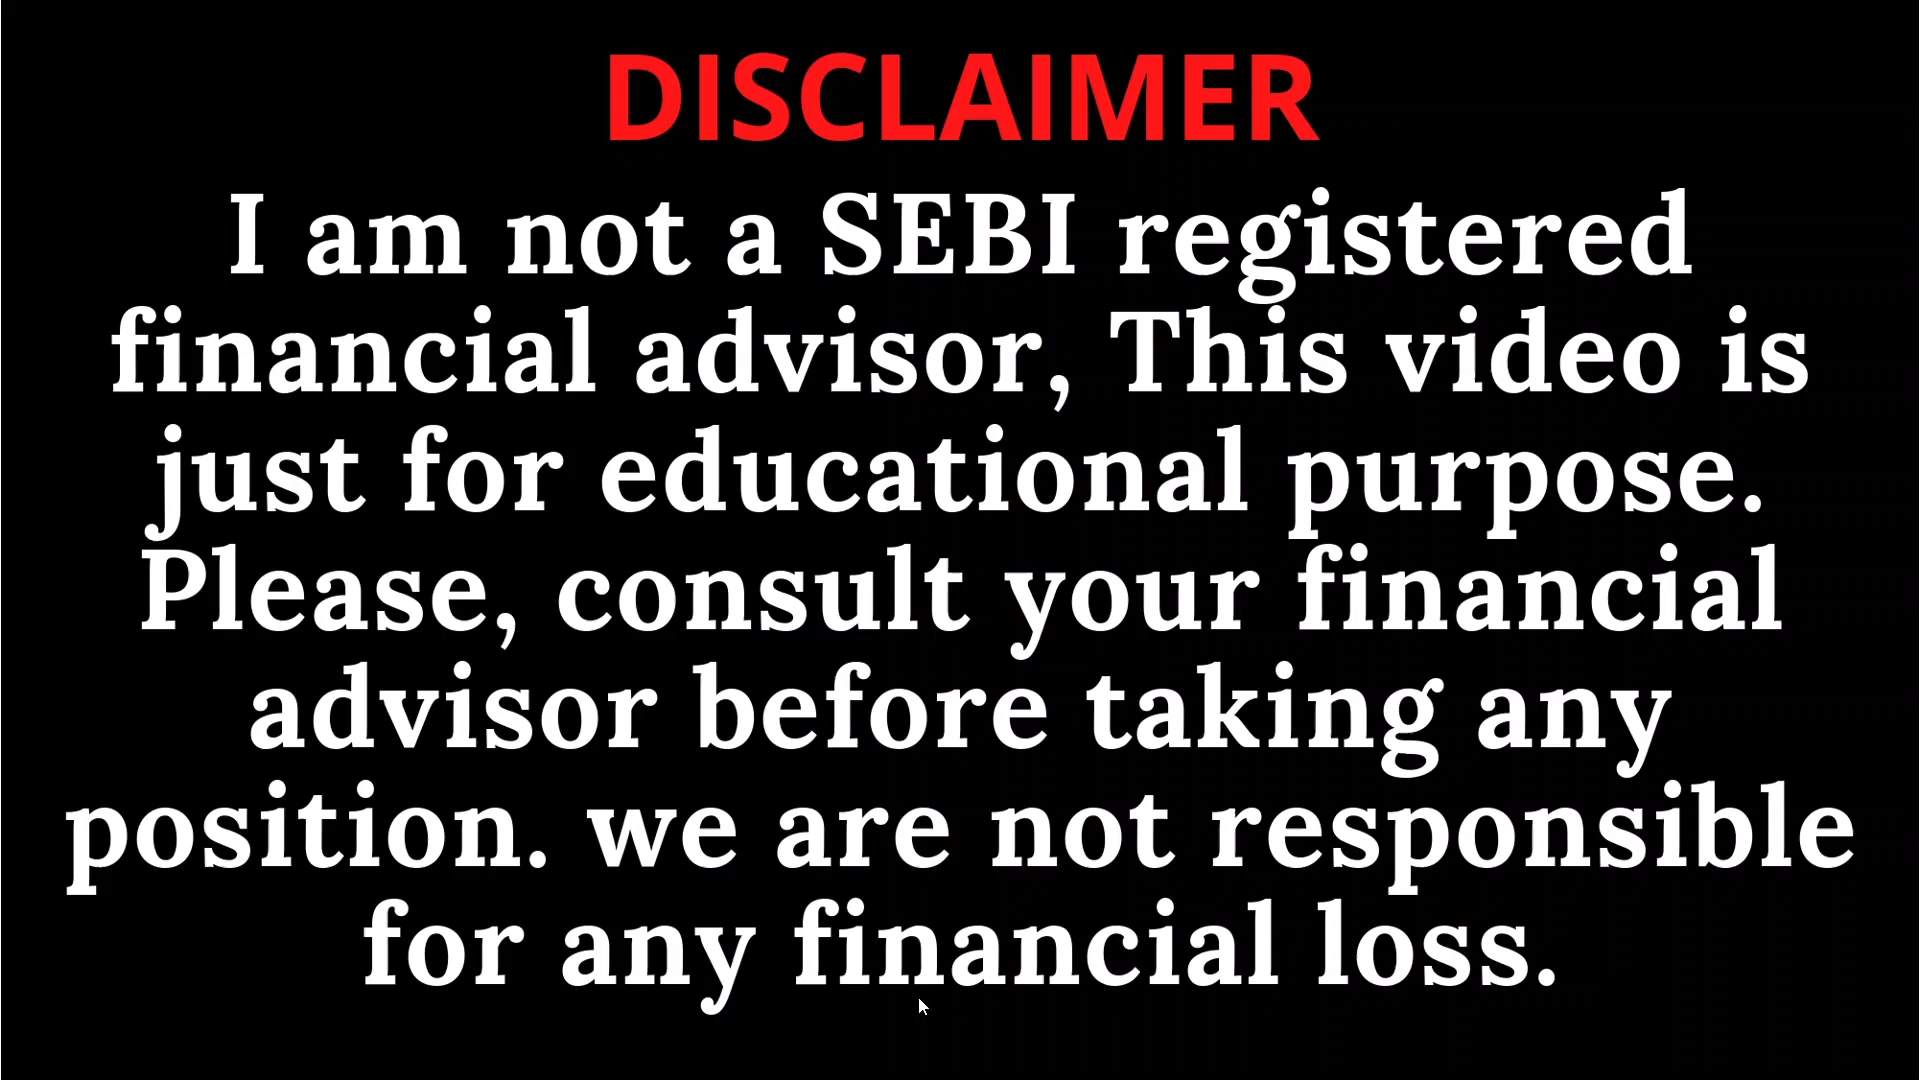 DISCLAIMER
I am not a SEBI registered
financial advisor, This video is
just for educational purpose.
Please, consult your financial
advisor before taking any
position. we are not responsible
for any financial loss.